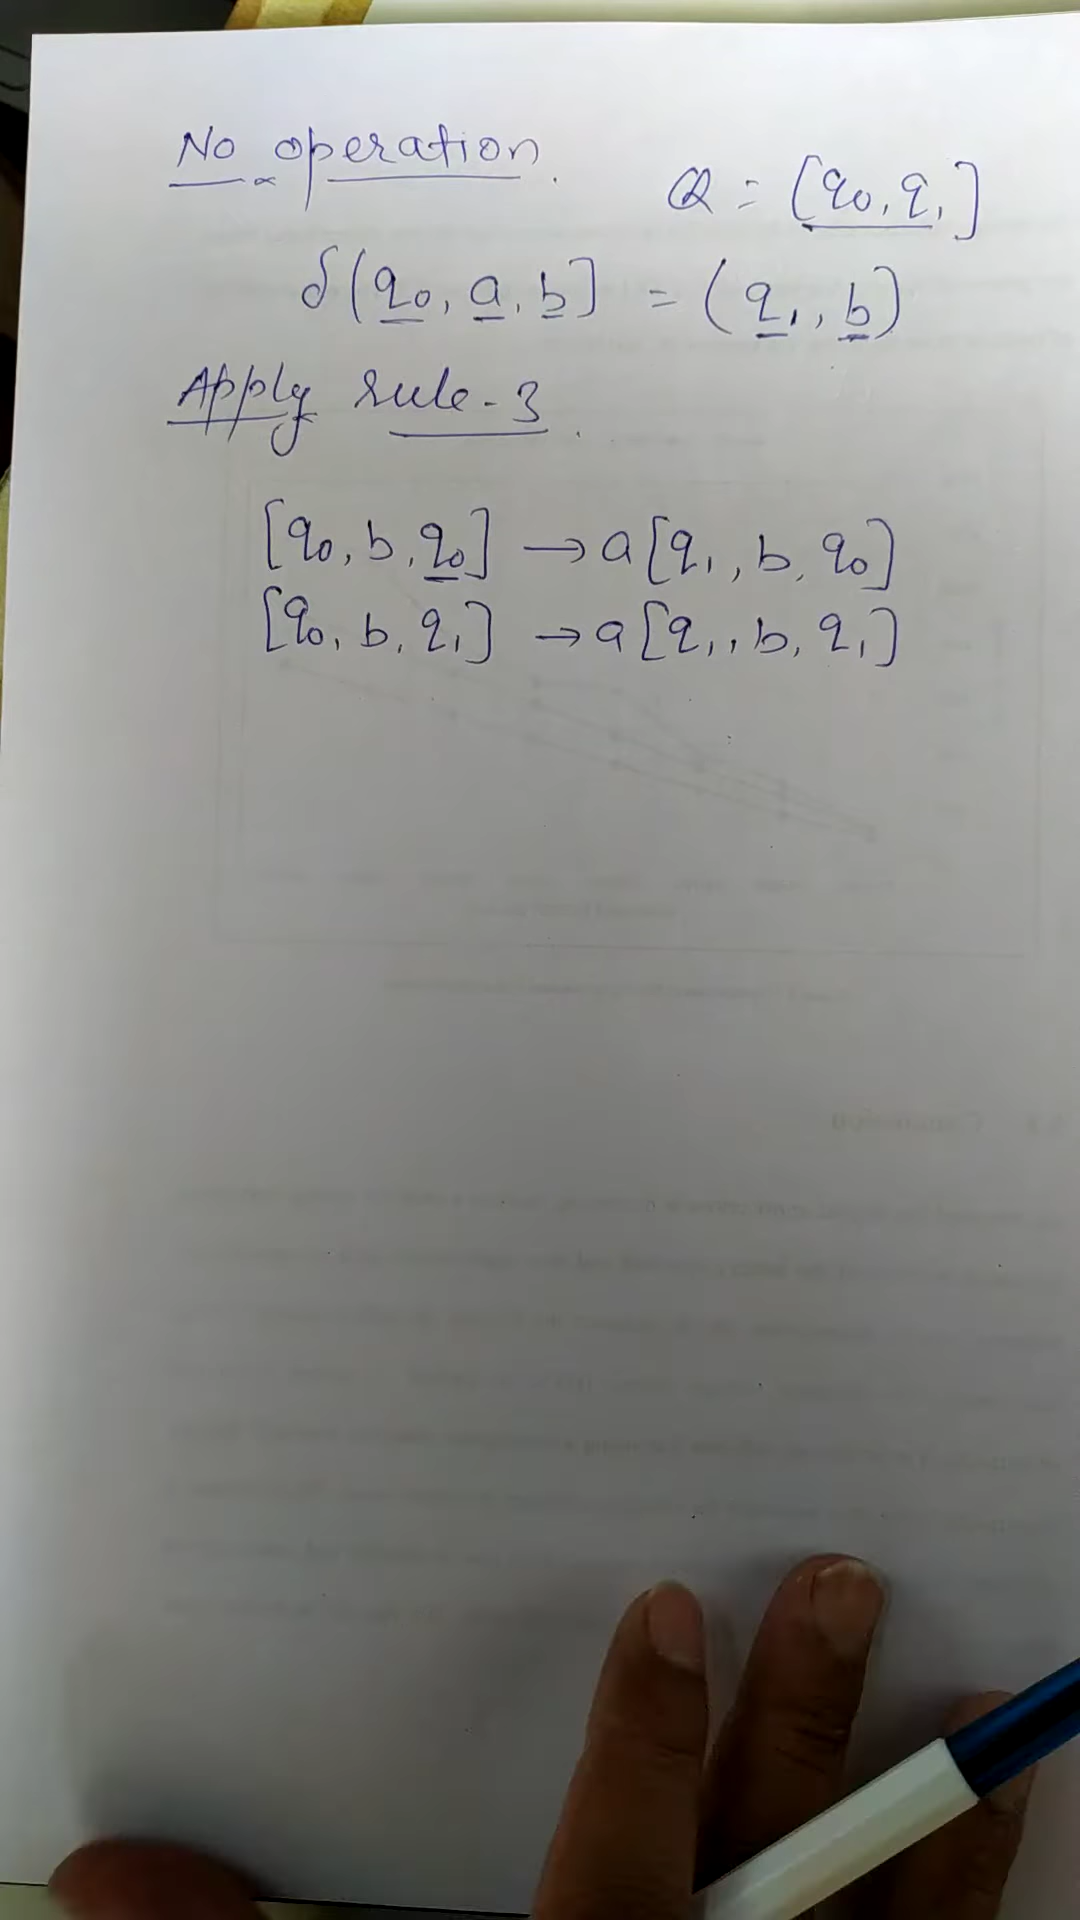 No operation.
Q = [q0, q1]
δ(q0, a, b] = (q1, b)
Apply rule-3.
[q0, b, q0] → a[q1, b, q0]
[q0, b, q1] → a[q1, b, q1]